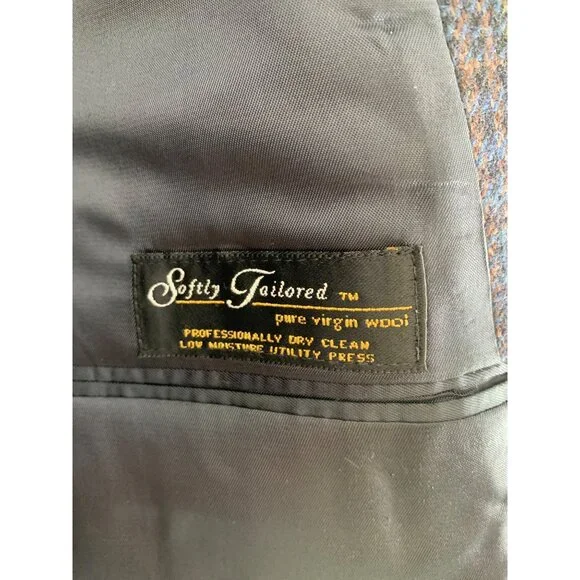 Softly Tailored TM
pure virgin wool
PROFESSIONALLY DRY CLEAN
LOW MOISTURE UTILITY PRESS